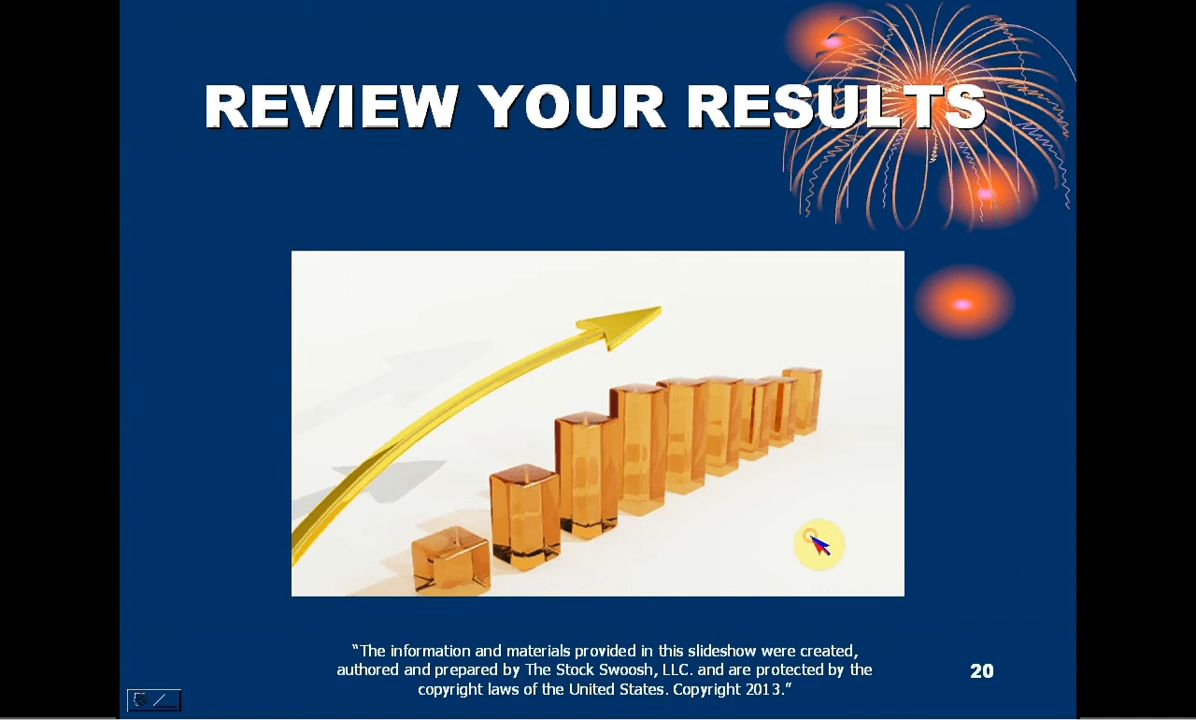 REVIEW YOUR RESULTS
“The information and materials provided in this slideshow were created,
authored and prepared by The Stock Swoosh, LLC. and are protected by the
copyright laws of the United States. Copyright 2013.”
20